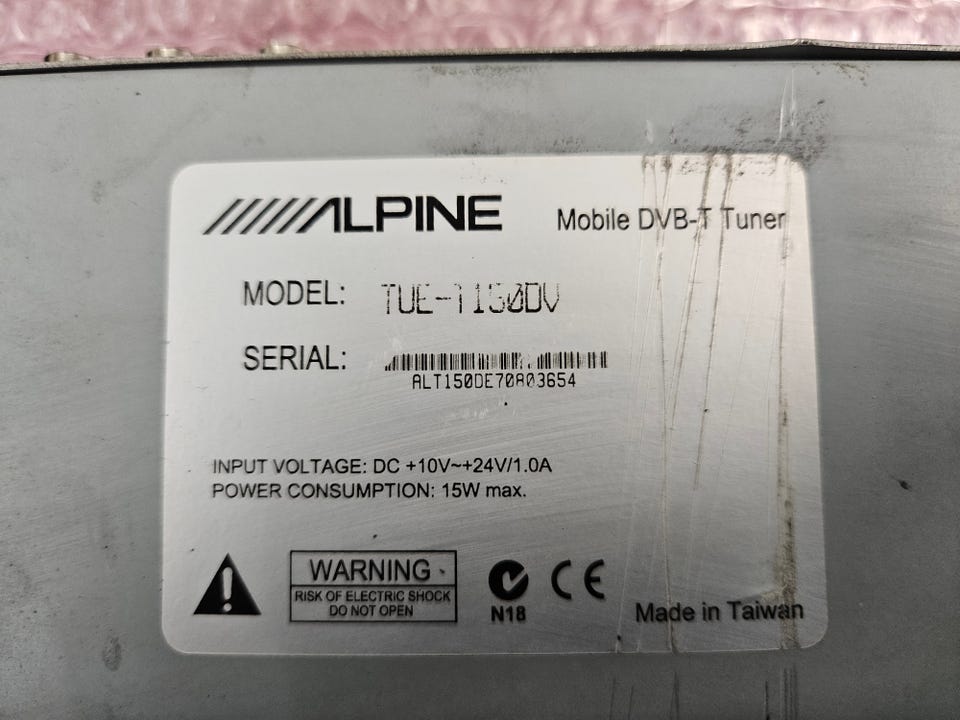 ALPINE Mobile DVB-T Tuner
MODEL: TUE-T150DV
SERIAL:
ALT150DE70803654
INPUT VOLTAGE: DC +10V~+24V/1.0A
POWER CONSUMPTION: 15W max.
WARNING
RISK OF ELECTRIC SHOCK
DO NOT OPEN
N18
CE
Made in Taiwan